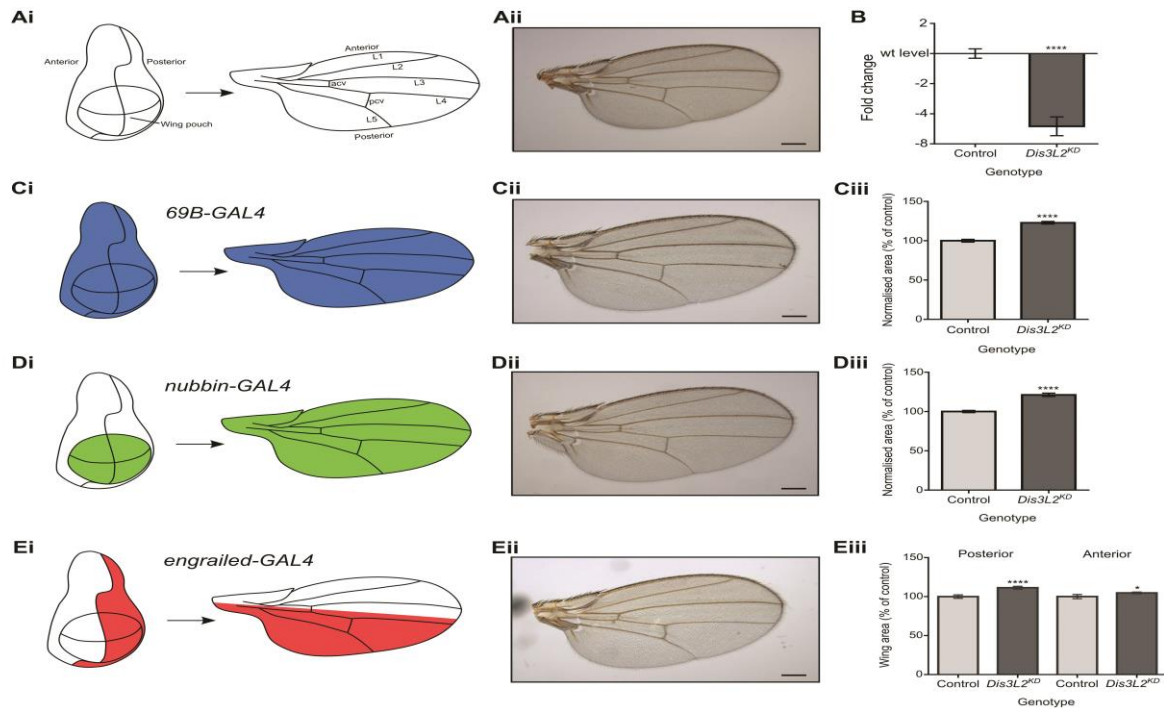 Ai
Anterior
Posterior
Wing pouch
Anterior
L1
L2
L3
acv
L4
pcv
L5
Posterior
Aii
B
Fold change
2
wt level
-2
-4
-6
-8
****
Control
Dis3L2KD
Genotype
Ci
69B-GAL4
Cii
Ciii
Normalised area (% of control)
150
100
50
0
****
Control
Dis3L2KD
Genotype
Di
nubbin-GAL4
Dii
Diii
Normalised area (% of control)
150
100
50
0
****
Control
Dis3L2KD
Genotype
Ei
engrailed-GAL4
Eii
Eiii
Posterior
Anterior
Wing area (% of control)
150
100
50
0
****
*
Control
Dis3L2KD
Control
Dis3L2KD
Genotype